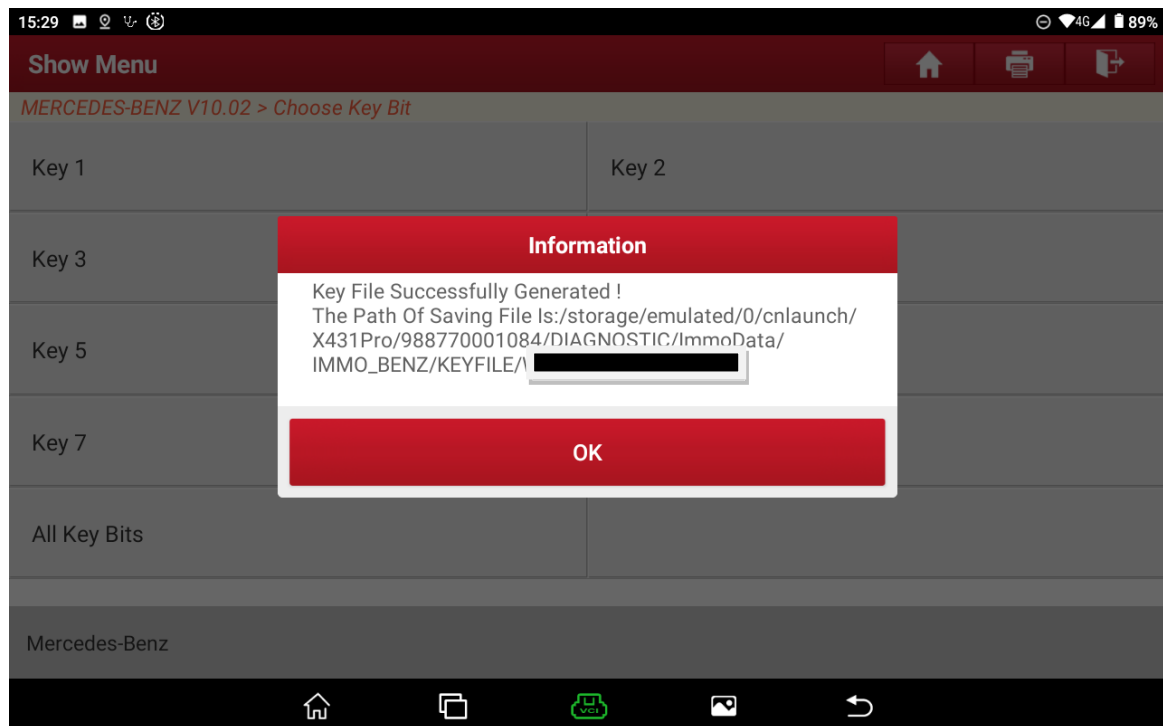 15:29
4G 89%
Show Menu
MERCEDES-BENZ V10.02 > Choose Key Bit
Key 1
Key 2
Key 3
Information
Key File Successfully Generated !
The Path Of Saving File Is:/storage/emulated/0/cnlaunch/
X431Pro/988770001084/DIAGNOSTIC/ImmoData/
IMMO_BENZ/KEYFILE/
Key 5
Key 7
OK
All Key Bits
Mercedes-Benz
VCI